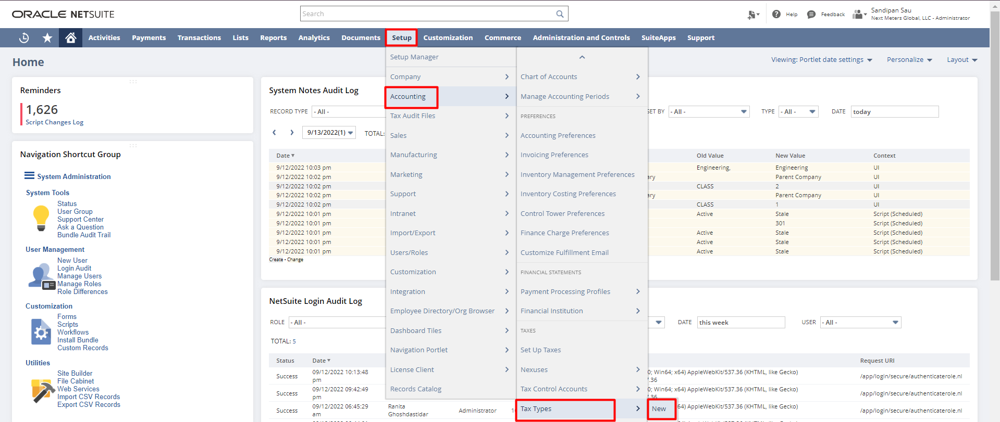 ORACLE NETSUITE
Search
Help
Feedback
Sandipan Sau
Next Meters Global, LLC - Administrator
Activities Payments Transactions Lists Reports Analytics Documents Setup Customization Commerce Administration and Controls SuiteApps Support
Home
Viewing: Portlet date settings
Personalize
Layout
Reminders
1,626
Script Changes Log
Navigation Shortcut Group
System Administration
System Tools
Status
User Group
Support Center
Ask a Question
Bundle Audit Trail
User Management
New User
Login Audit
Manage Users
Manage Roles
Role Differences
Customization
Forms
Scripts
Workflows
Install Bundle
Custom Records
Utilities
Site Builder
File Cabinet
Web Services
Import CSV Records
Export CSV Records
System Notes Audit Log
RECORD TYPE - All -
SET BY - All - TYPE - All - DATE today
9/13/2022(1) TOTAL:
Date Old Value New Value Context
9/12/2022 10:03 pm Engineering, Engineering UI
9/12/2022 10:02 pm ary Parent Company UI
9/12/2022 10:02 pm CLASS 2 UI
9/12/2022 10:02 pm ary Parent Company UI
9/12/2022 10:02 pm CLASS 1 UI
9/12/2022 10:01 pm Active Stale Script (Scheduled)
9/12/2022 10:01 pm 301 Script (Scheduled)
9/12/2022 10:01 pm Active Stale Script (Scheduled)
9/12/2022 10:01 pm Active Stale Script (Scheduled)
9/12/2022 10:01 pm Active Stale Script (Scheduled)
Create • Change
NetSuite Login Audit Log
ROLE - All -
DATE this week USER - All -
TOTAL: 5
Status Date Request URI
Success 09/12/2022 10:13:48 pm 0; Win64; x64) AppleWebKit/537.36 (KHTML, like Gecko) 7.36 /app/login/secure/authenticaterole.nl
Success 09/12/2022 09:42:49 pm 0; Win64; x64) AppleWebKit/537.36 (KHTML, like Gecko) 7.36 /app/login/secure/authenticaterole.nl
Success 09/12/2022 06:45:29 am Ranita Ghoshdastidar Administrator 0; Win64; x64) AppleWebKit/537.36 (KHTML, like Gecko) /app/login/secure/authenticaterole.nl
Setup Manager
Company
Accounting
Tax Audit Files
Sales
Manufacturing
Marketing
Support
Intranet
Import/Export
Users/Roles
Customization
Integration
Employee Directory/Org Browser
Dashboard Tiles
Navigation Portlet
License Client
Records Catalog
Chart of Accounts
Manage Accounting Periods
PREFERENCES
Accounting Preferences
Invoicing Preferences
Inventory Management Preferences
Inventory Costing Preferences
Control Tower Preferences
Finance Charge Preferences
Customize Fulfillment Email
FINANCIAL STATEMENTS
Payment Processing Profiles
Financial Institution
TAXES
Set Up Taxes
Nexuses
Tax Control Accounts
Tax Types
New